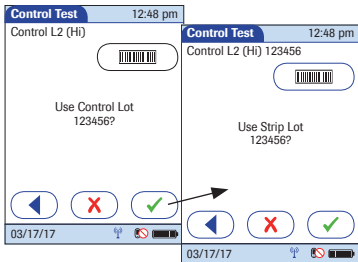 Control Test 12:48 pm
Control L2 (Hi)
Use Control Lot
123456?
03/17/17
Control Test 12:48 pm
Control L2 (Hi) 123456
Use Strip Lot
123456?
03/17/17